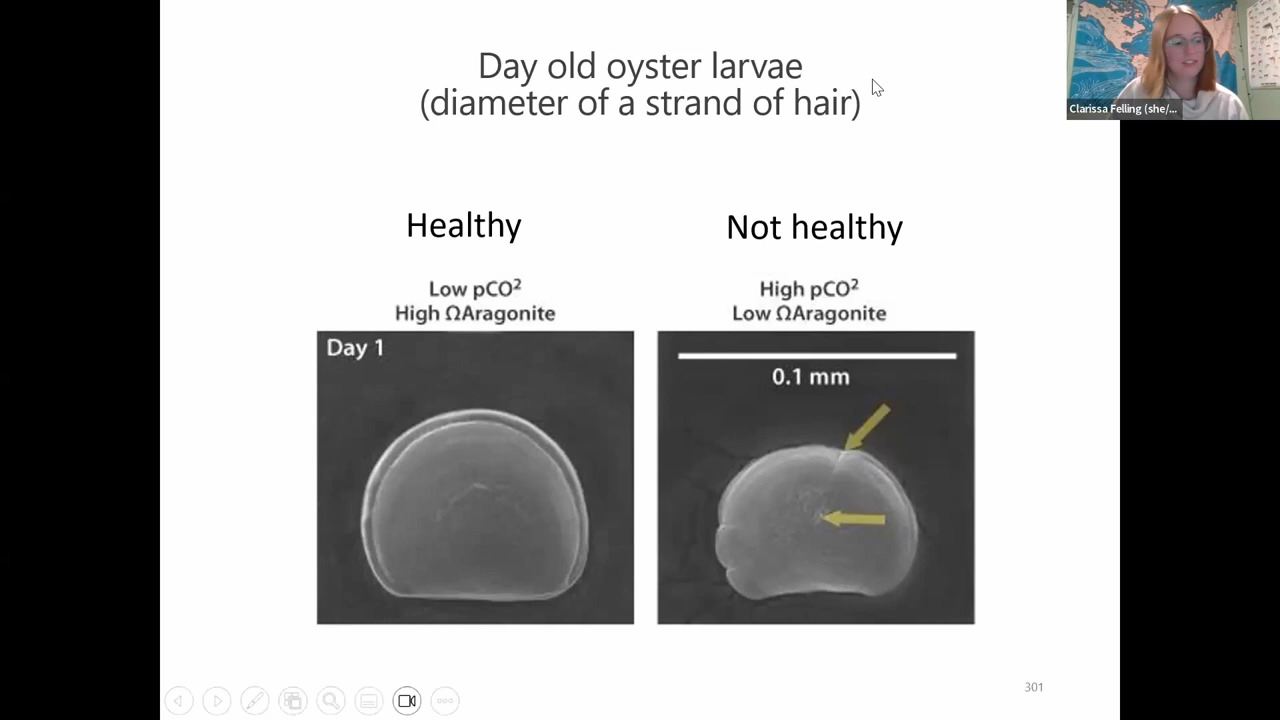 Day old oyster larvae
(diameter of a strand of hair)
Clarissa Felling (she/...
Healthy
Not healthy
Low pCO²
High ΩAragonite
High pCO²
Low ΩAragonite
Day 1
0.1 mm
301